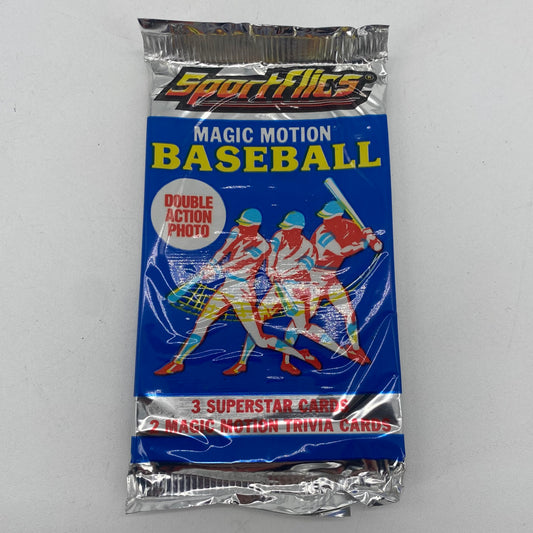 Sportflics®
MAGIC MOTION
BASEBALL
DOUBLE
ACTION
PHOTO
3 SUPERSTAR CARDS
2 MAGIC MOTION TRIVIA CARDS